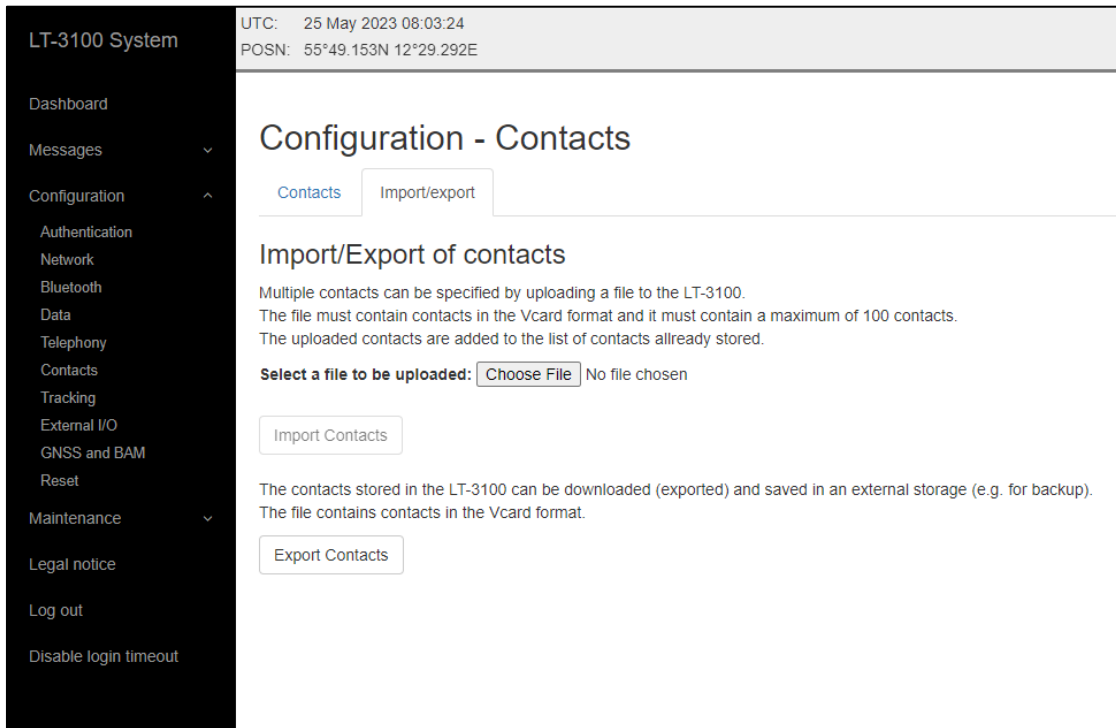 LT-3100 System
UTC: 25 May 2023 08:03:24
POSN: 55°49.153N 12°29.292E
Dashboard
Messages
Configuration
Authentication
Network
Bluetooth
Data
Telephony
Contacts
Tracking
External I/O
GNSS and BAM
Reset
Maintenance
Legal notice
Log out
Disable login timeout
Configuration - Contacts
Contacts Import/export
Import/Export of contacts
Multiple contacts can be specified by uploading a file to the LT-3100.
The file must contain contacts in the Vcard format and it must contain a maximum of 100 contacts.
The uploaded contacts are added to the list of contacts allready stored.
Select a file to be uploaded: Choose File No file chosen
Import Contacts
The contacts stored in the LT-3100 can be downloaded (exported) and saved in an external storage (e.g. for backup).
The file contains contacts in the Vcard format.
Export Contacts